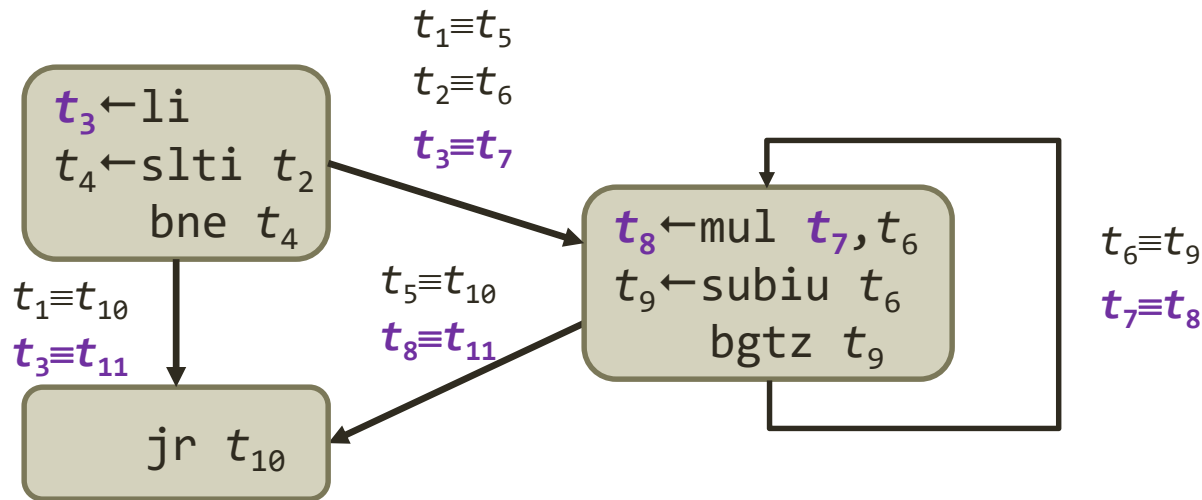 t₁≡t₅
t₂≡t₆
t₃≡t₇
t₃←li
t₄←slti t₂
bne t₄
t₁≡t₁₀
t₃≡t₁₁
t₅≡t₁₀
t₈≡t₁₁
t₈←mul t₇,t₆
t₉←subiu t₆
bgtz t₉
t₆≡t₉
t₇≡t₈
jr t₁₀